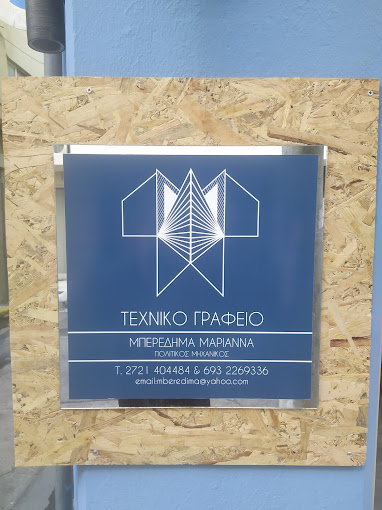 ΤΕΧΝΙΚΟ ΓΡΑΦΕΙΟ
ΜΠΕΡΕΔΗΜΑ ΜΑΡΙΑΝΝΑ
ΠΟΛΙΤΙΚΟΣ ΜΗΧΑΝΙΚΟΣ
Τ. 2721 404484 & 693 2269336
email:mberedima@yahoo.com